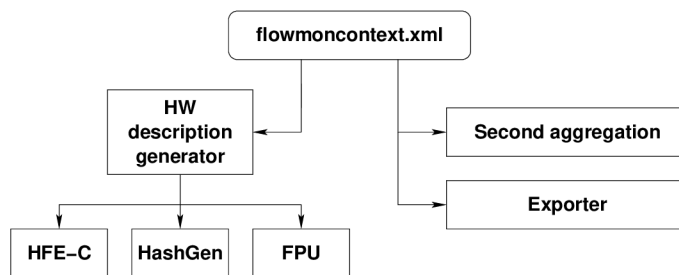 flowmoncontext.xml
HW
description
generator
Second aggregation
Exporter
HFE-C
HashGen
FPU